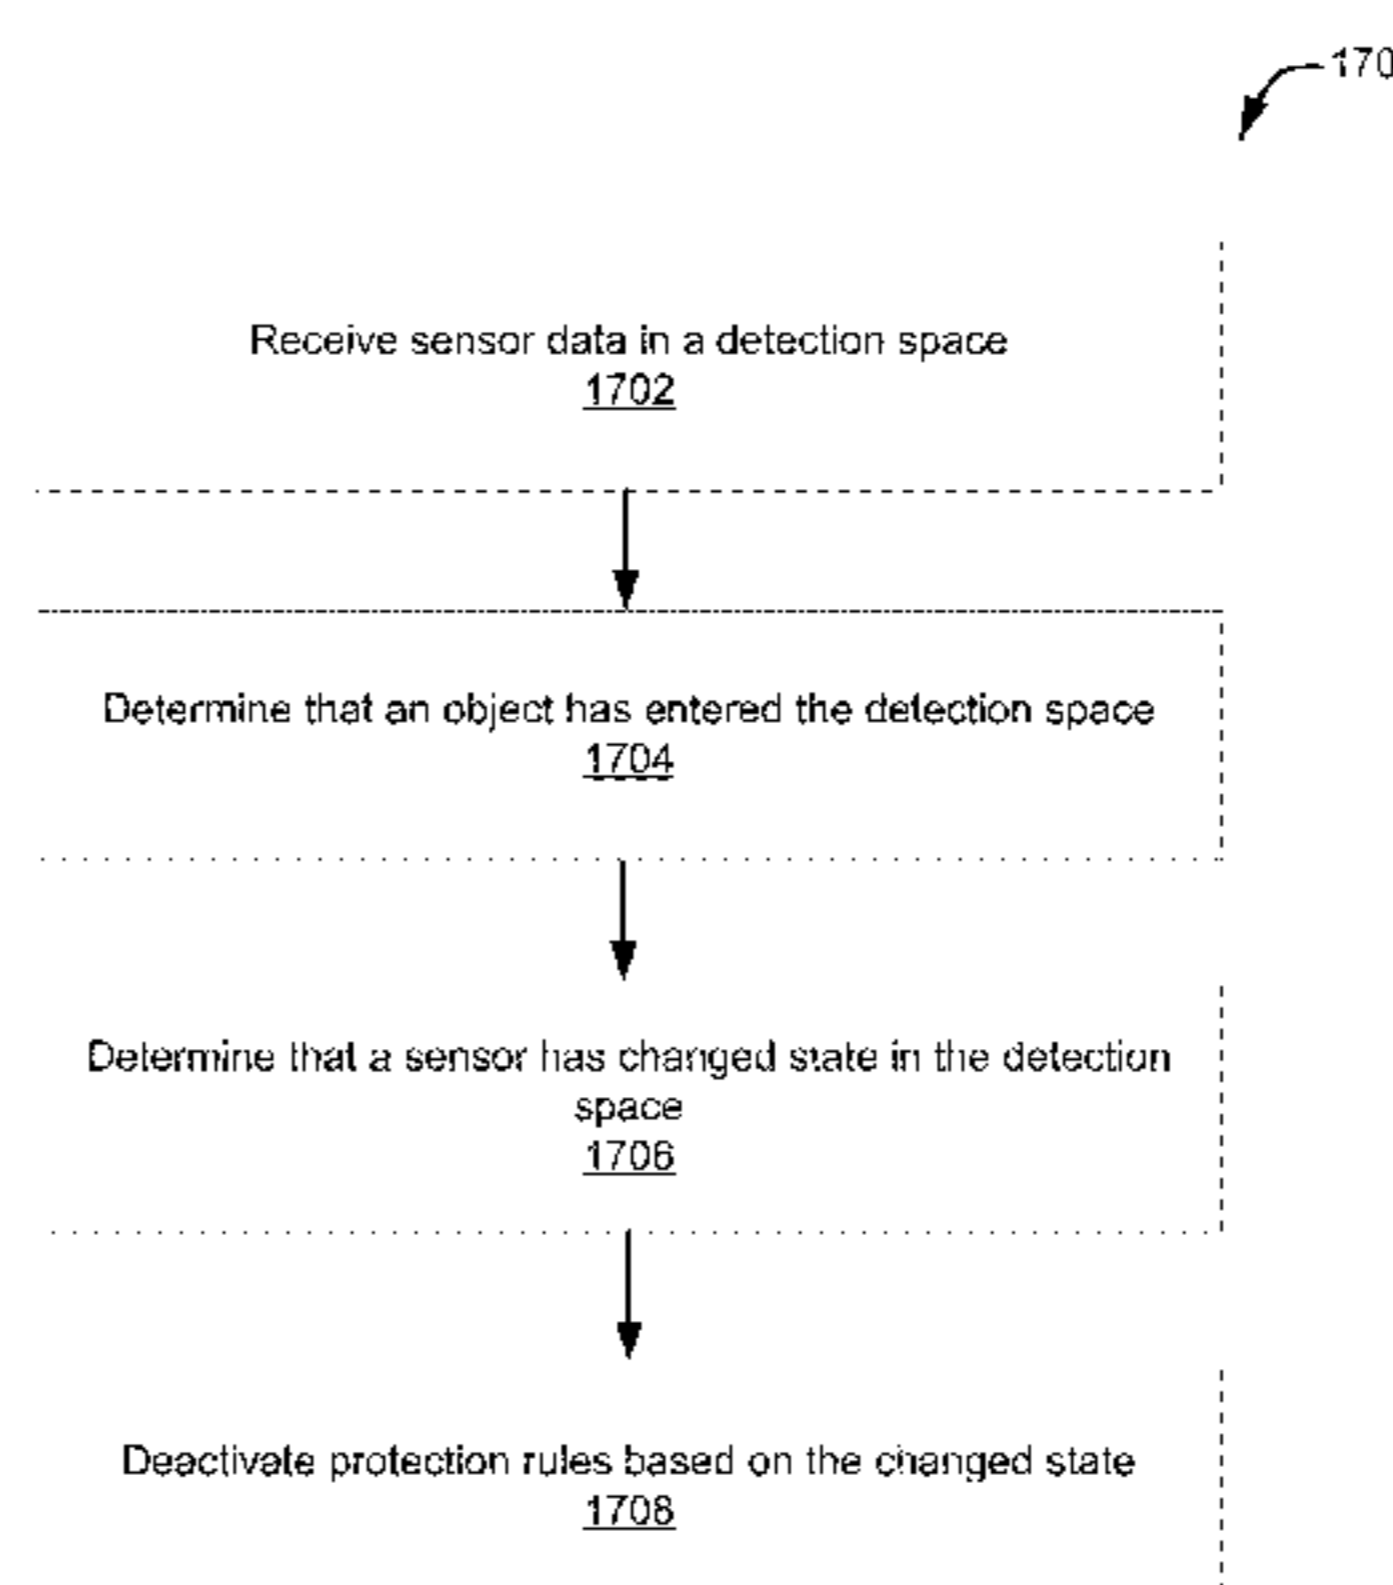 170
Receive sensor data in a detection space
1702
Determine that an object has entered the detection space
1704
Determine that a sensor has changed state in the detection
space
1706
Deactivate protection rules based on the changed state
1708